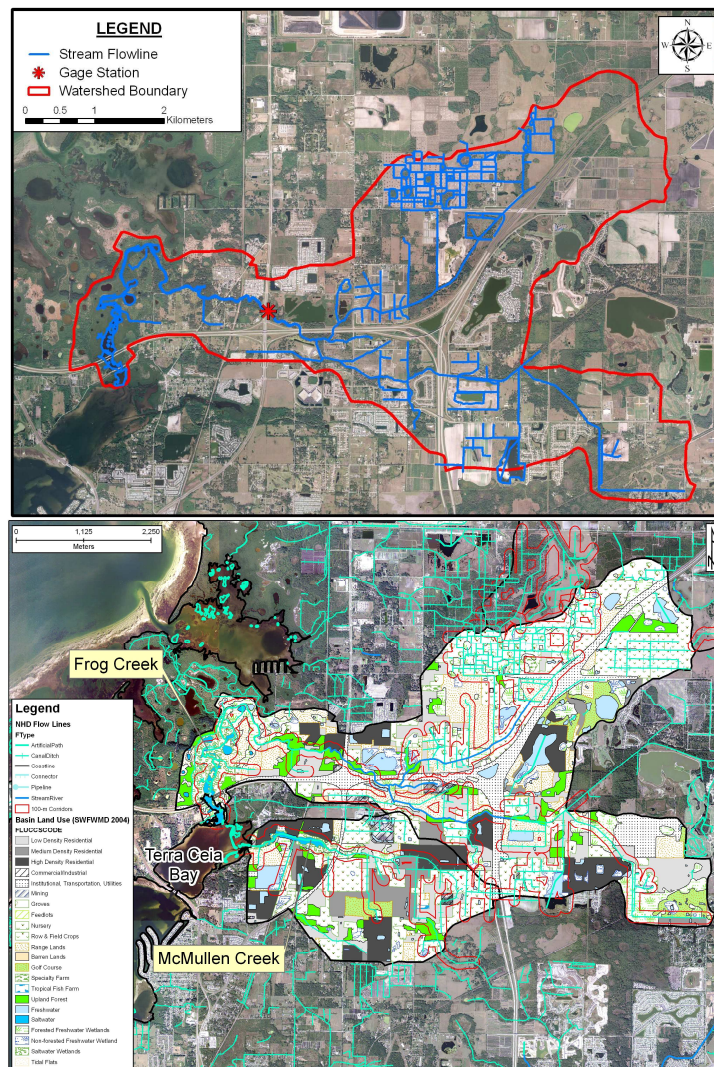 LEGEND
Stream Flowline
Gage Station
Watershed Boundary
0 0.5 1 2
Kilometers
N
W E
S
0 1,125 2,250
Meters
N
Frog Creek
Legend
NHD Flow Lines
FType
ArtificialPath
CanalDitch
Coastline
Connector
Pipeline
StreamRiver
100-m Corridors
Basin Land Use (SWFWMD 2004)
FLUCCSCODE
Low Density Residential
Medium Density Residential
High Density Residential
Commercial/Industrial
Institutional, Transportation, Utilities
Mining
Groves
Feedlots
Nursery
Row & Field Crops
Range Lands
Barren Lands
Golf Course
Specialty Farm
Tropical Fish Farm
Upland Forest
Freshwater
Saltwater
Forested Freshwater Wetlands
Non-forested Freshwater Wetland
Saltwater Wetlands
Tidal Flats
Terra Ceia
Bay
McMullen Creek